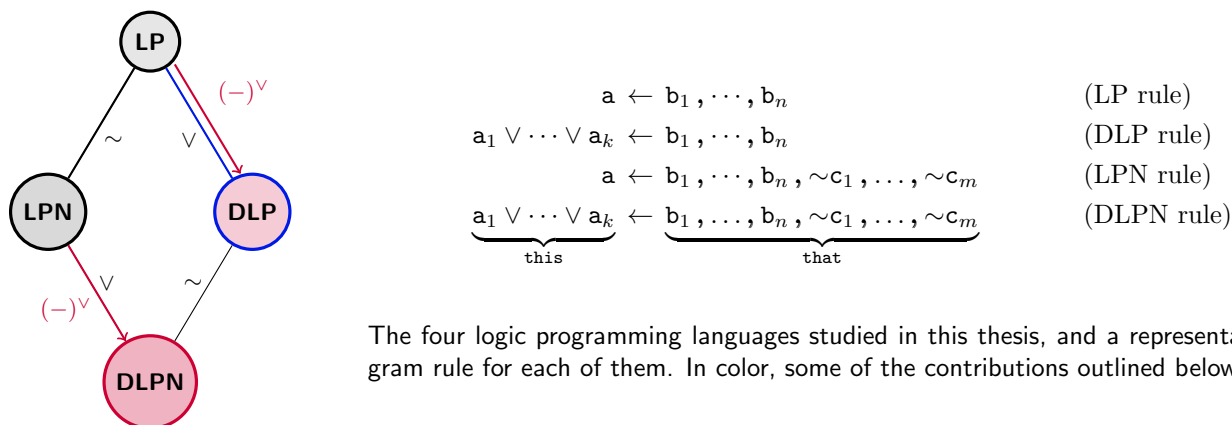 LP
(−)^∨
∼
∨
LPN
DLP
∨
∼
(−)^∨
DLPN
a ← b₁ , ⋯ , bₙ (LP rule)
a₁ ∨ ⋯ ∨ aₖ ← b₁ , ⋯ , bₙ (DLP rule)
a ← b₁ , ⋯ , bₙ , ∼c₁ , … , ∼cₘ (LPN rule)
a₁ ∨ ⋯ ∨ aₖ ← b₁ , … , bₙ , ∼c₁ , … , ∼cₘ (DLPN rule)
this that
The four logic programming languages studied in this thesis, and a representa
gram rule for each of them. In color, some of the contributions outlined below